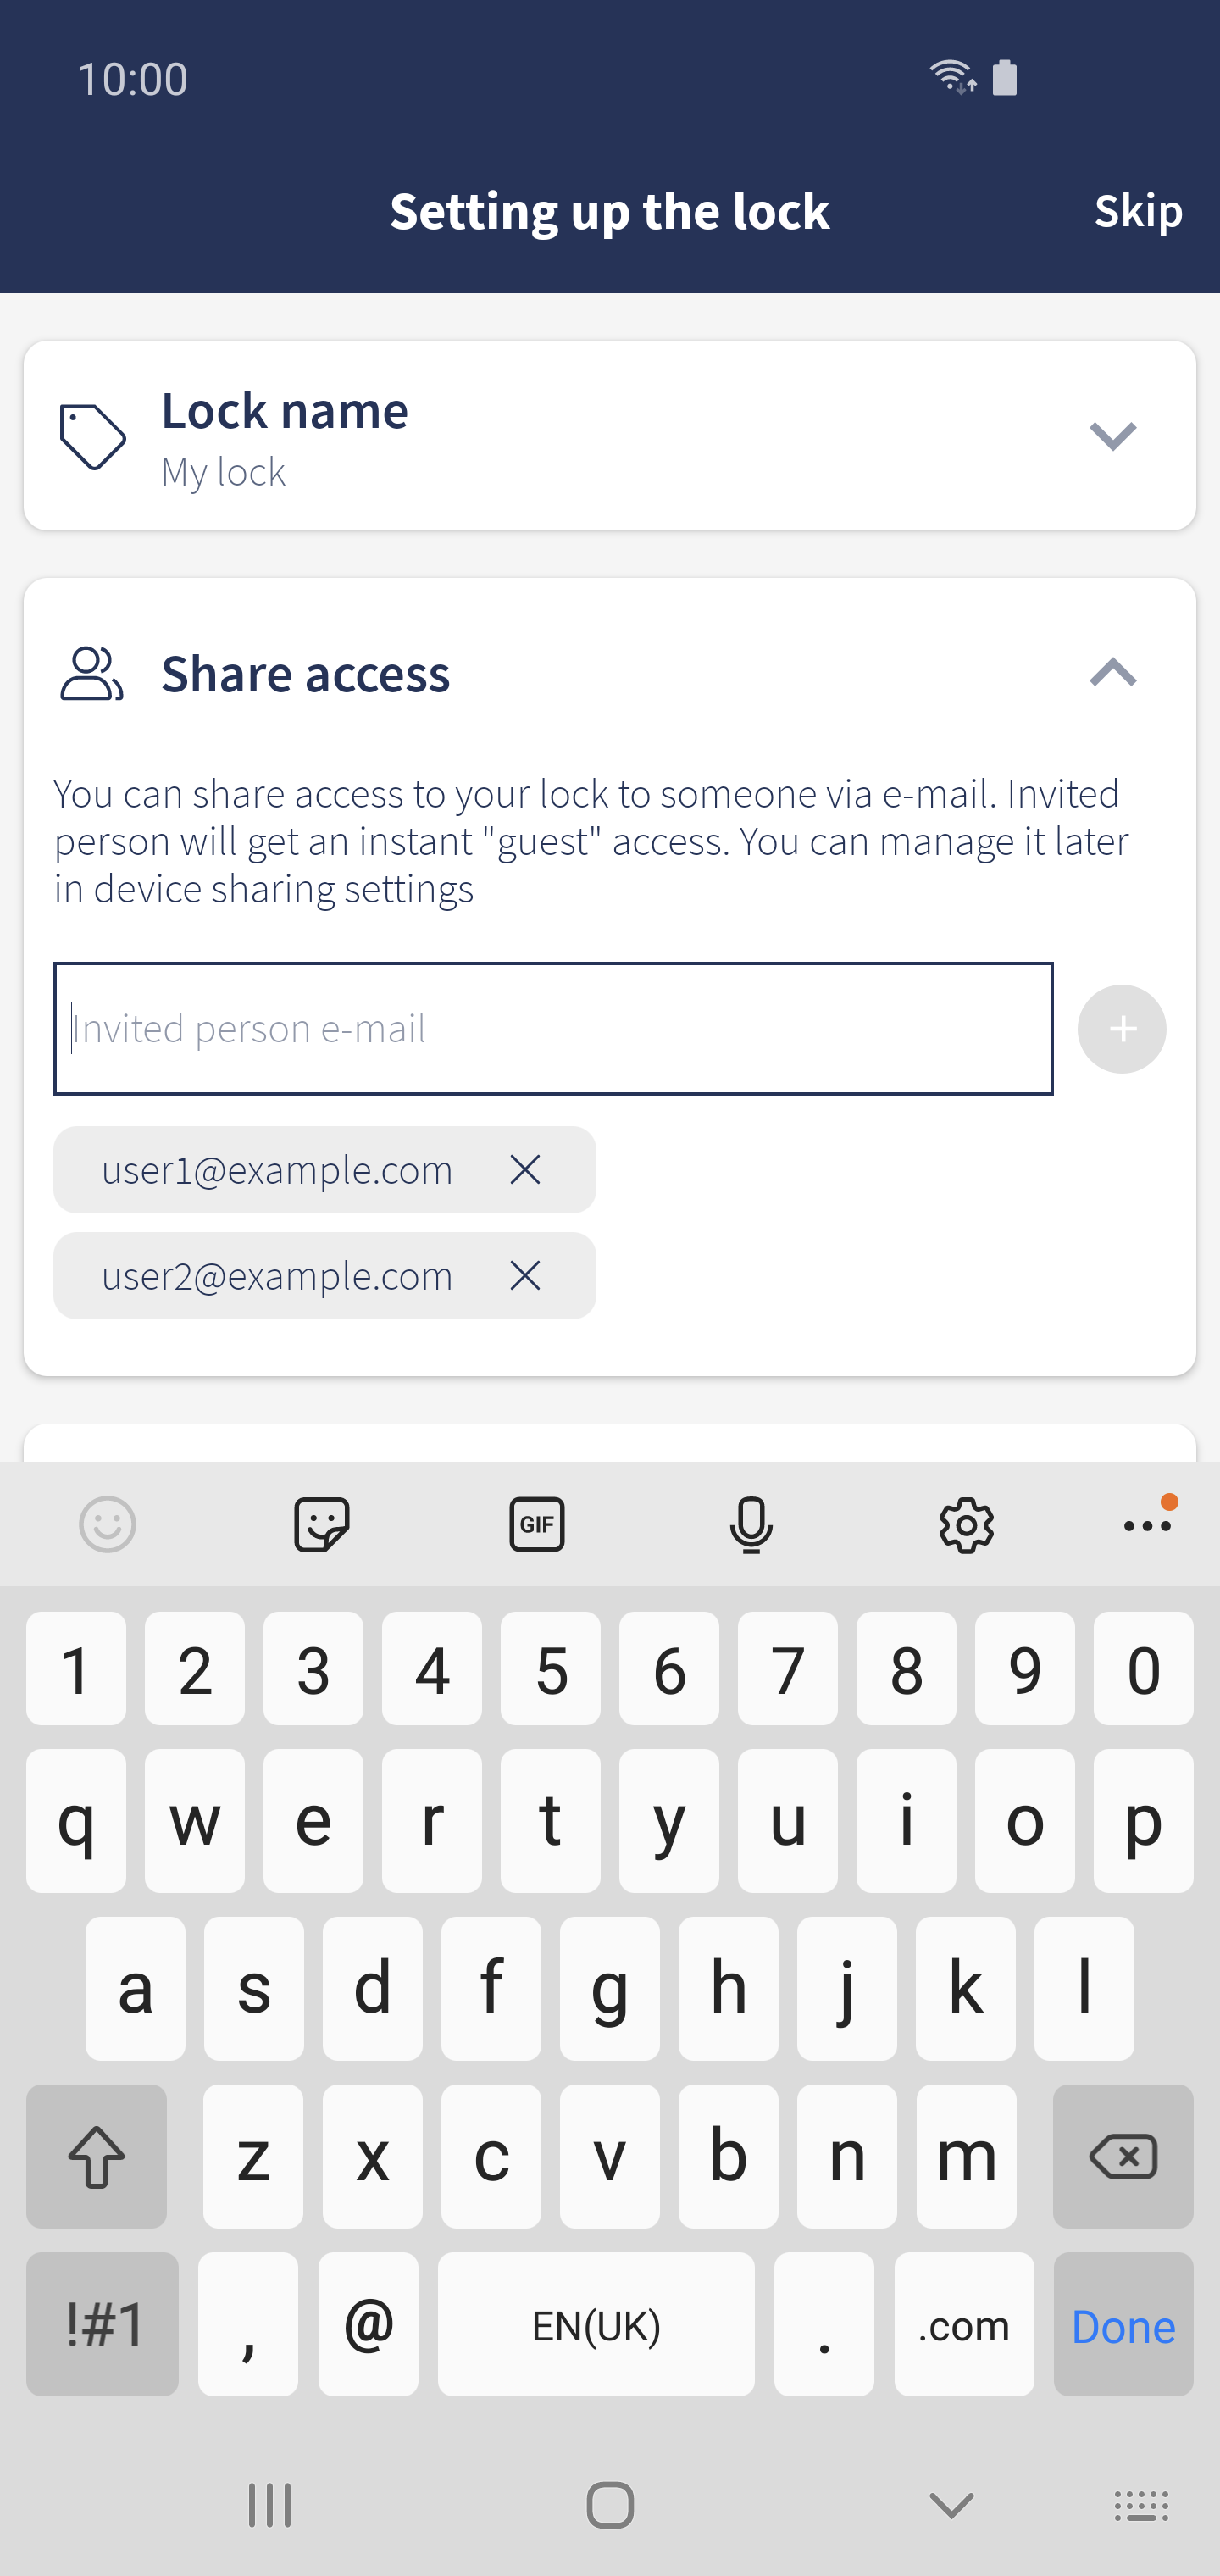 10:00
Setting up the lock
Skip
Lock name
My lock
Share access
You can share access to your lock to someone via e-mail. Invited
person will get an instant "guest" access. You can manage it later
in device sharing settings
Invited person e-mail
+
user1@example.com
user2@example.com
GIF
1 2 3 4 5 6 7 8 9 0
q w e r t y u i o p
a s d f g h j k l
z x c v b n m
!#1 , @ EN(UK) . .com Done